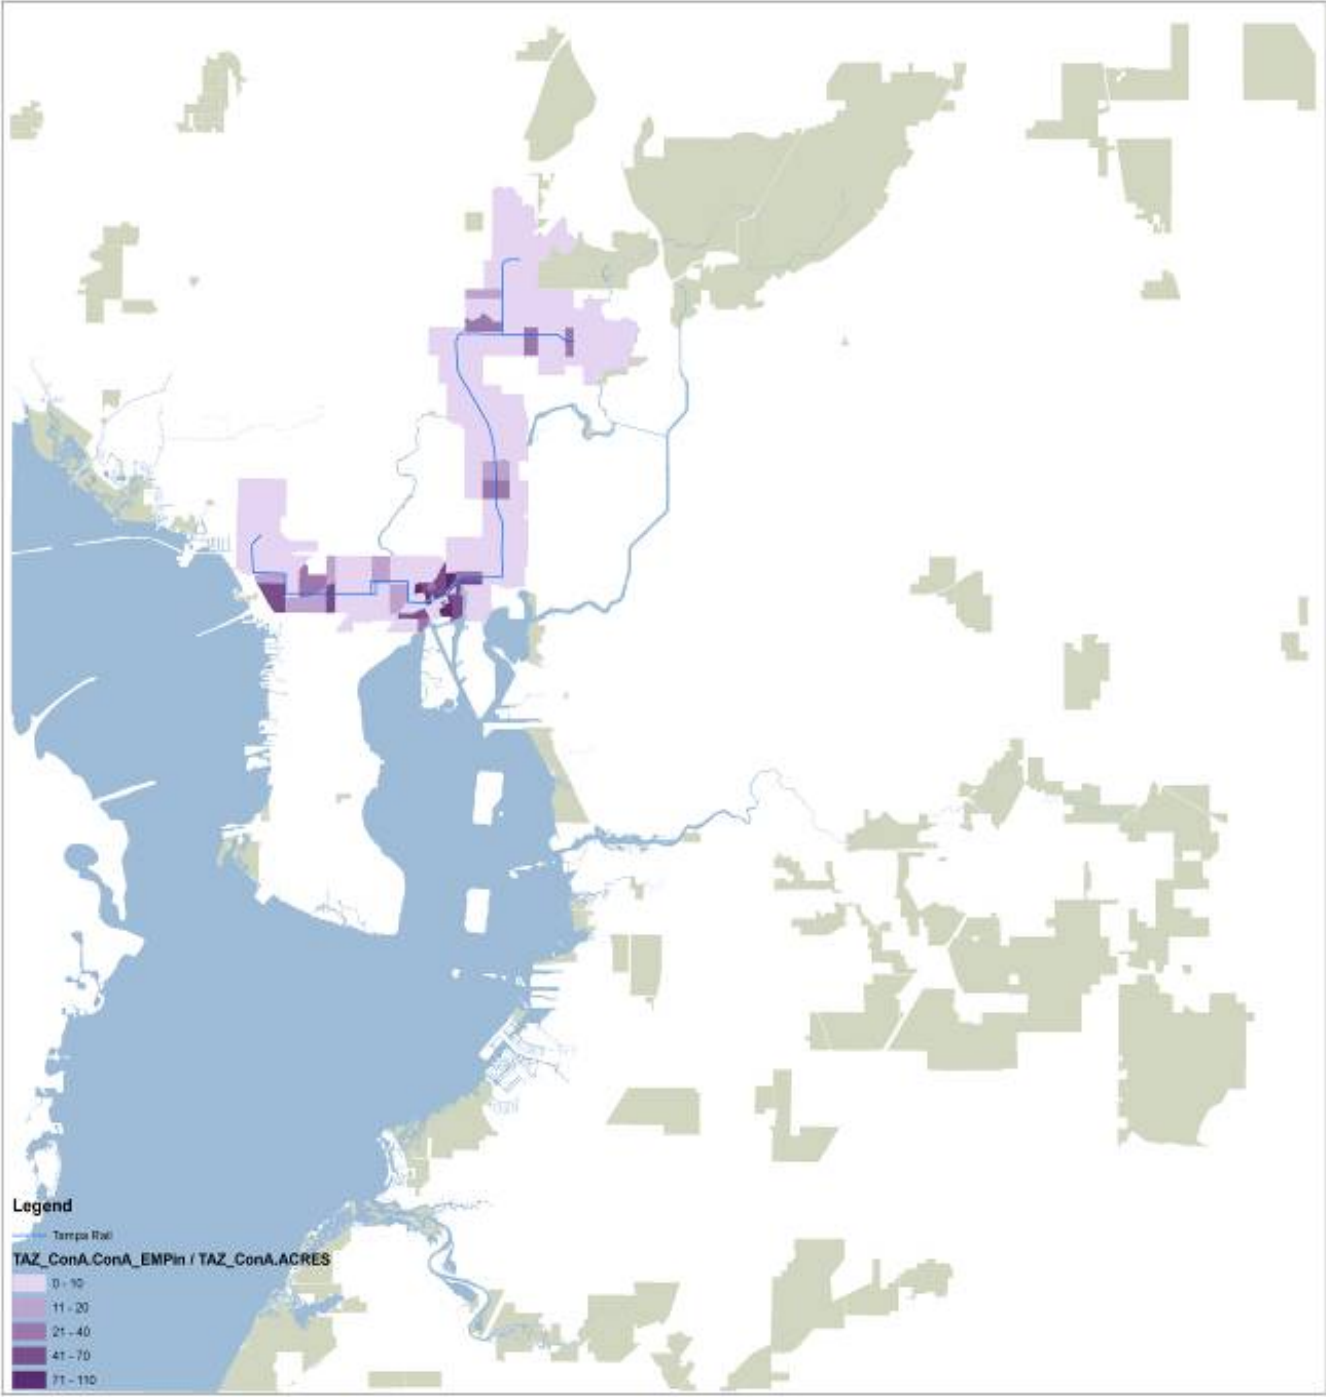 Legend
Tampa Rail
TAZ_ConA.ConA_EMPin / TAZ_ConA.ACRES
0 - 10
11 - 20
21 - 40
41 - 70
71 - 110